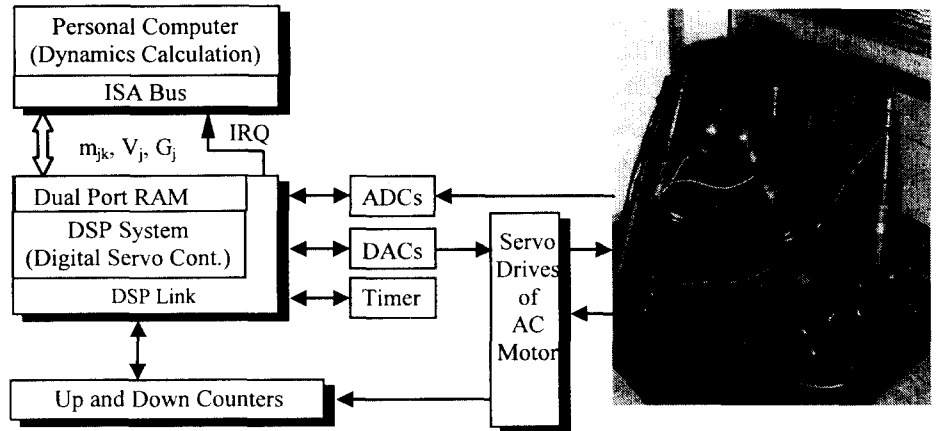 Personal Computer
(Dynamics Calculation)
ISA Bus
IRQ
m_jk, V_j, G_j
Dual Port RAM
DSP System
(Digital Servo Cont.)
DSP Link
ADCs
DACs
Timer
Servo
Drives
of
AC
Motor
Up and Down Counters